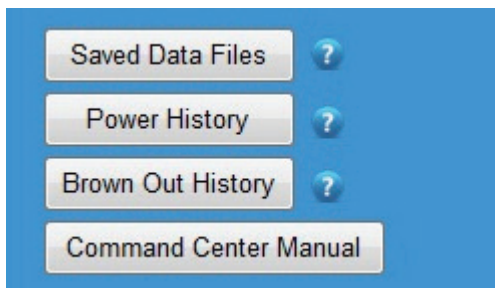 Saved Data Files ?
Power History ?
Brown Out History ?
Command Center Manual